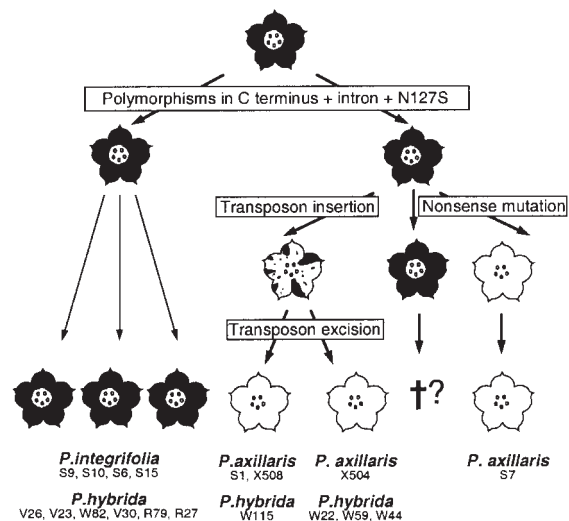 Polymorphisms in C terminus + intron + N127S
Transposon insertion
Nonsense mutation
Transposon excision
†?
P.integrifolia
S9, S10, S6, S15
P.hybrida
V26, V23, W82, V30, R79, R27
P.axillaris
S1, X508
P.hybrida
W115
P. axillaris
X504
P.hybrida
W22, W59, W44
P. axillaris
S7